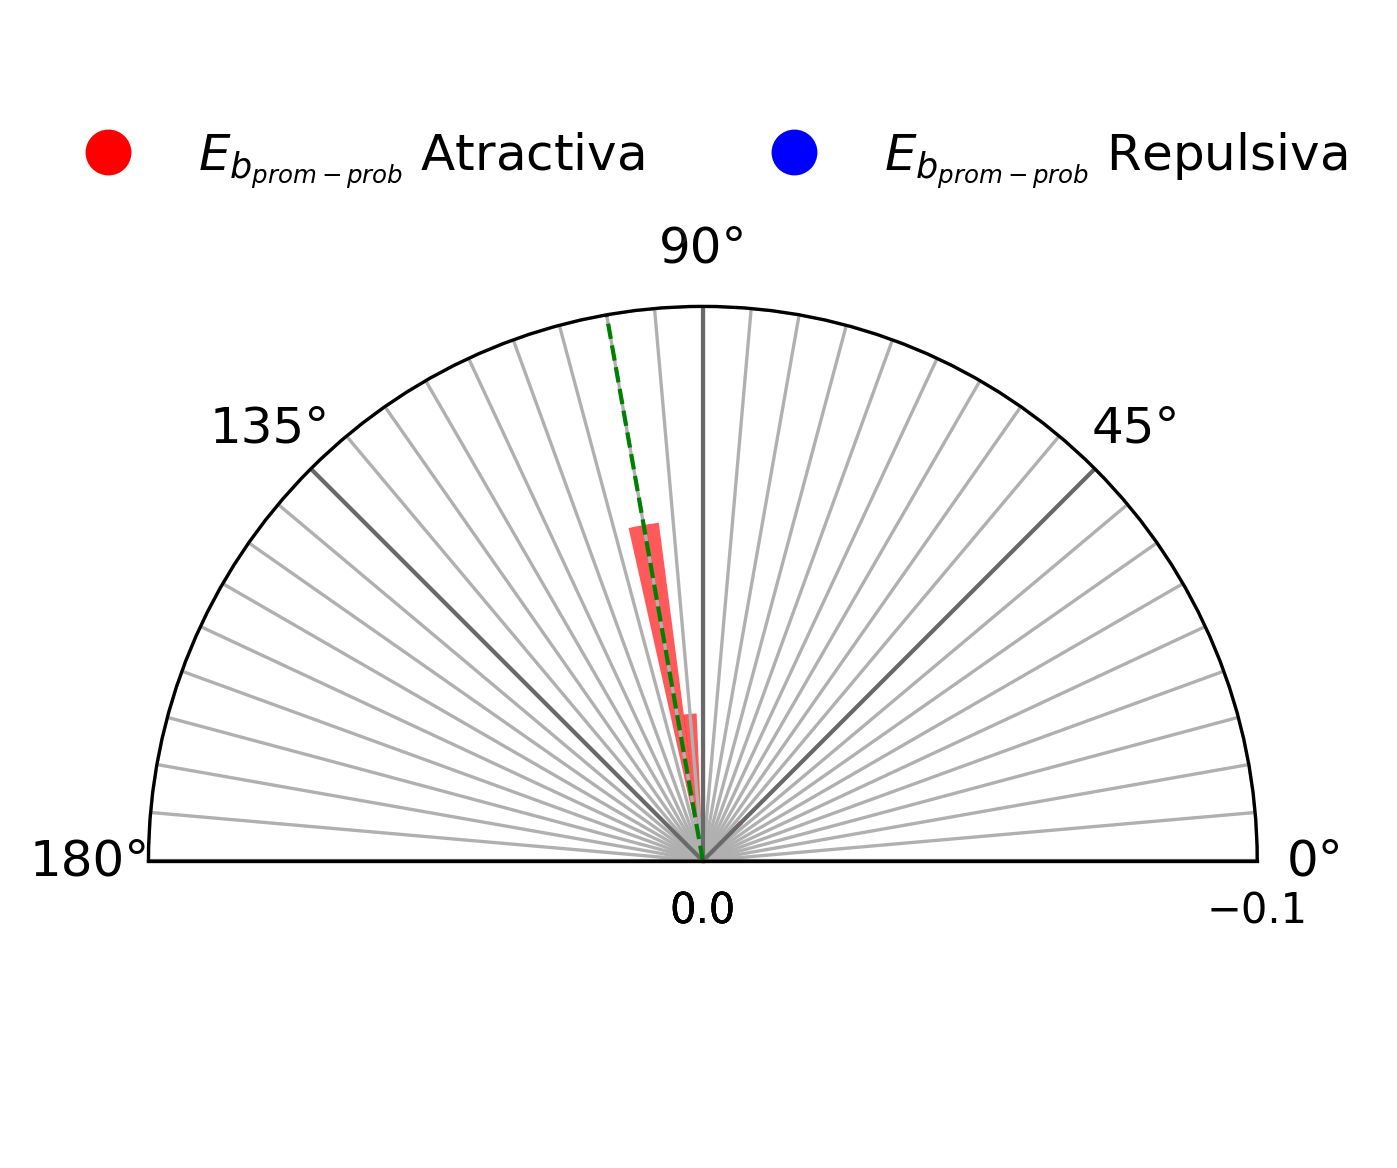 E_{b_{prom-prob}} Atractiva E_{b_{prom-prob}} Repulsiva
90°
135° 45°
180° 0°
0.0 −0.1